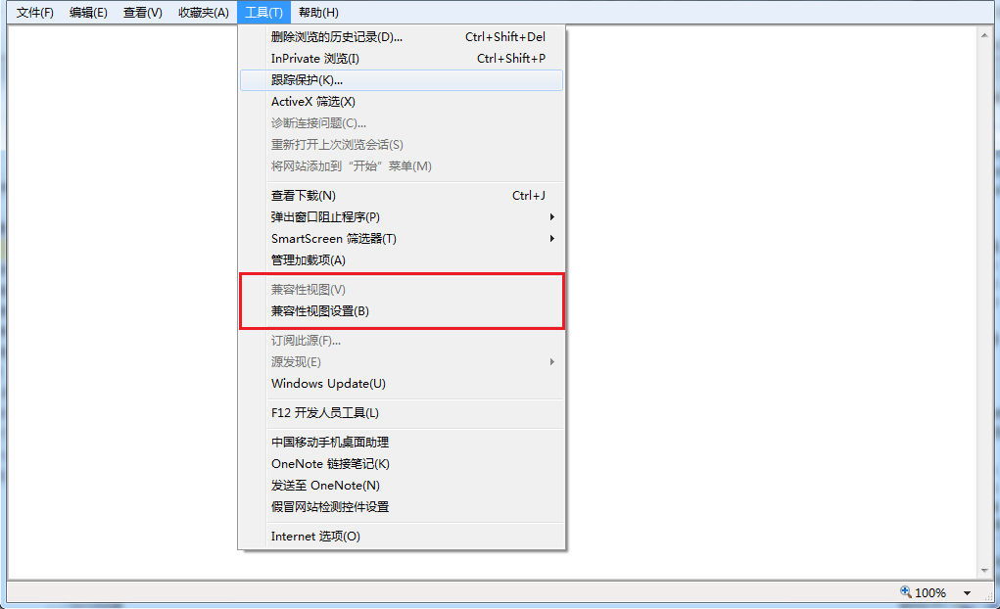 文件(F) 编辑(E) 查看(V) 收藏夹(A) 工具(T) 帮助(H)
删除浏览的历史记录(D)... Ctrl+Shift+Del
InPrivate 浏览(I) Ctrl+Shift+P
跟踪保护(K)...
ActiveX 筛选(X)
诊断连接问题(C)...
重新打开上次浏览会话(S)
将网站添加到“开始”菜单(M)
查看下载(N) Ctrl+J
弹出窗口阻止程序(P)
SmartScreen 筛选器(T)
管理加载项(A)
兼容性视图(V)
兼容性视图设置(B)
订阅此源(F)...
源发现(E)
Windows Update(U)
F12 开发人员工具(L)
中国移动手机桌面助理
OneNote 链接笔记(K)
发送至 OneNote(N)
假冒网站检测控件设置
Internet 选项(O)
100%